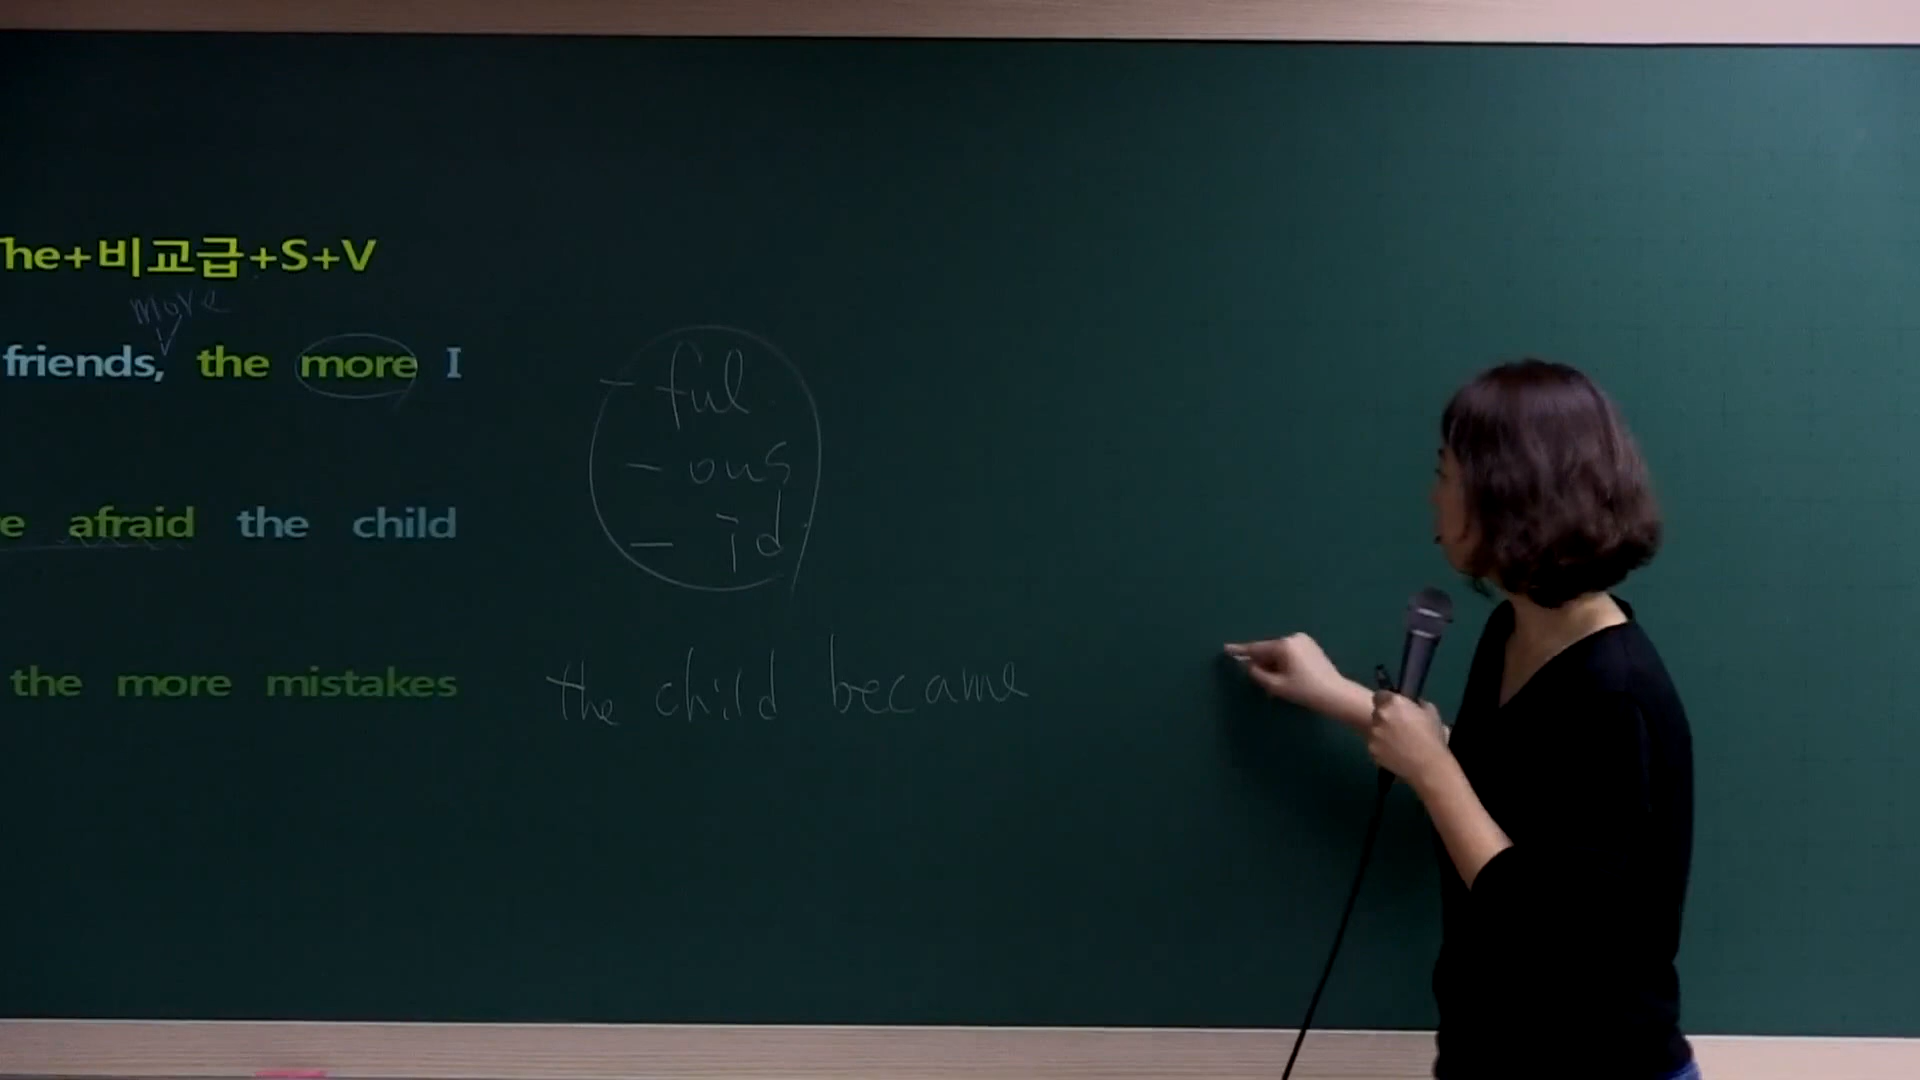 he+비교급+S+V
more
friends, the more I
e afraid the child
the more mistakes
- ful
- ous
- id
the child became